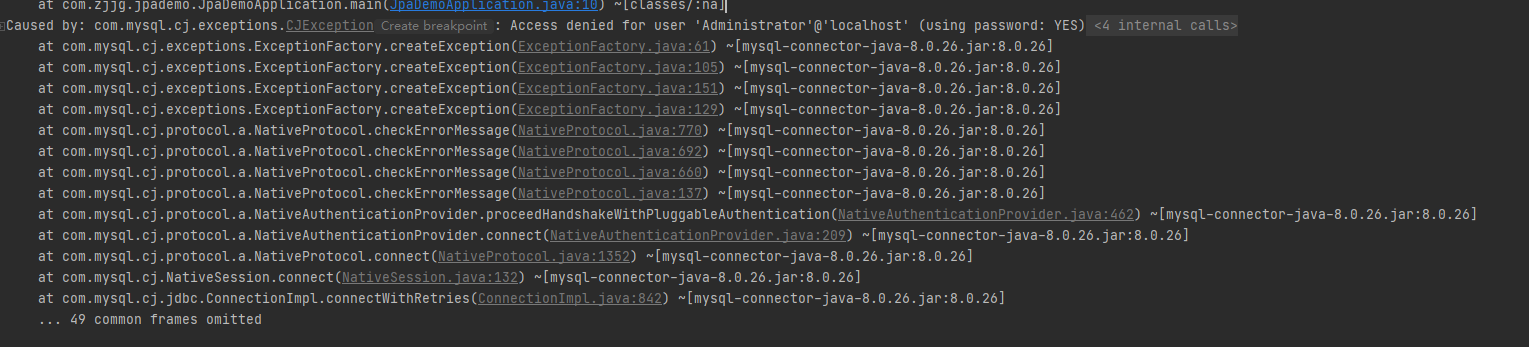 at com.zjjg.jpademo.JpaDemoApplication.main(JpaDemoApplication.java:10) ~[classes/:na]
Caused by: com.mysql.cj.exceptions.CJException Create breakpoint : Access denied for user 'Administrator'@'localhost' (using password: YES) <4 internal calls>
at com.mysql.cj.exceptions.ExceptionFactory.createException(ExceptionFactory.java:61) ~[mysql-connector-java-8.0.26.jar:8.0.26]
at com.mysql.cj.exceptions.ExceptionFactory.createException(ExceptionFactory.java:105) ~[mysql-connector-java-8.0.26.jar:8.0.26]
at com.mysql.cj.exceptions.ExceptionFactory.createException(ExceptionFactory.java:151) ~[mysql-connector-java-8.0.26.jar:8.0.26]
at com.mysql.cj.exceptions.ExceptionFactory.createException(ExceptionFactory.java:129) ~[mysql-connector-java-8.0.26.jar:8.0.26]
at com.mysql.cj.protocol.a.NativeProtocol.checkErrorMessage(NativeProtocol.java:770) ~[mysql-connector-java-8.0.26.jar:8.0.26]
at com.mysql.cj.protocol.a.NativeProtocol.checkErrorMessage(NativeProtocol.java:692) ~[mysql-connector-java-8.0.26.jar:8.0.26]
at com.mysql.cj.protocol.a.NativeProtocol.checkErrorMessage(NativeProtocol.java:660) ~[mysql-connector-java-8.0.26.jar:8.0.26]
at com.mysql.cj.protocol.a.NativeProtocol.checkErrorMessage(NativeProtocol.java:137) ~[mysql-connector-java-8.0.26.jar:8.0.26]
at com.mysql.cj.protocol.a.NativeAuthenticationProvider.proceedHandshakeWithPluggableAuthentication(NativeAuthenticationProvider.java:462) ~[mysql-connector-java-8.0.26.jar:8.0.26]
at com.mysql.cj.protocol.a.NativeAuthenticationProvider.connect(NativeAuthenticationProvider.java:209) ~[mysql-connector-java-8.0.26.jar:8.0.26]
at com.mysql.cj.protocol.a.NativeProtocol.connect(NativeProtocol.java:1352) ~[mysql-connector-java-8.0.26.jar:8.0.26]
at com.mysql.cj.NativeSession.connect(NativeSession.java:132) ~[mysql-connector-java-8.0.26.jar:8.0.26]
at com.mysql.cj.jdbc.ConnectionImpl.connectWithRetries(ConnectionImpl.java:842) ~[mysql-connector-java-8.0.26.jar:8.0.26]
... 49 common frames omitted